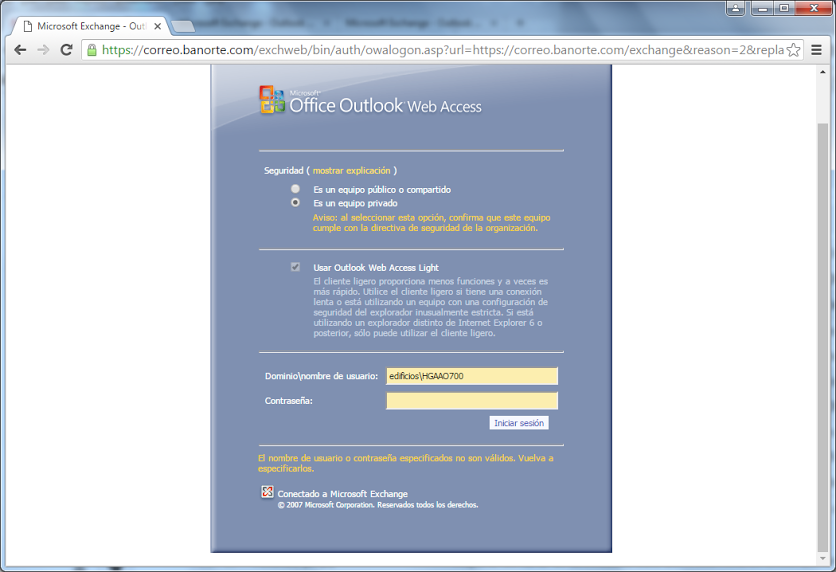 Microsoft Exchange - Outl
Microsoft Exchange - Outlook
Microsoft Exchange - Outlook
https://correo.banorte.com/exchweb/bin/auth/owalogon.asp?url=https://correo.banorte.com/exchange&reason=2&repla
Microsoft
Office Outlook Web Access
Seguridad ( mostrar explicación )
Es un equipo público o compartido
Es un equipo privado
Aviso: al seleccionar esta opción, confirma que este equipo
cumple con la directiva de seguridad de la organización.
Usar Outlook Web Access Light
El cliente ligero proporciona menos funciones y a veces es
más rápido. Utilice el cliente ligero si tiene una conexión
lenta o está utilizando un equipo con una configuración de
seguridad del explorador inusualmente estricta. Si está
utilizando un explorador distinto de Internet Explorer 6 o
posterior, sólo puede utilizar el cliente ligero.
Dominio\nombre de usuario: edificios\HGAAO700
Contraseña:
Iniciar sesión
El nombre de usuario o contraseña especificados no son válidos. Vuelva a
especificarlos.
Conectado a Microsoft Exchange
© 2007 Microsoft Corporation. Reservados todos los derechos.